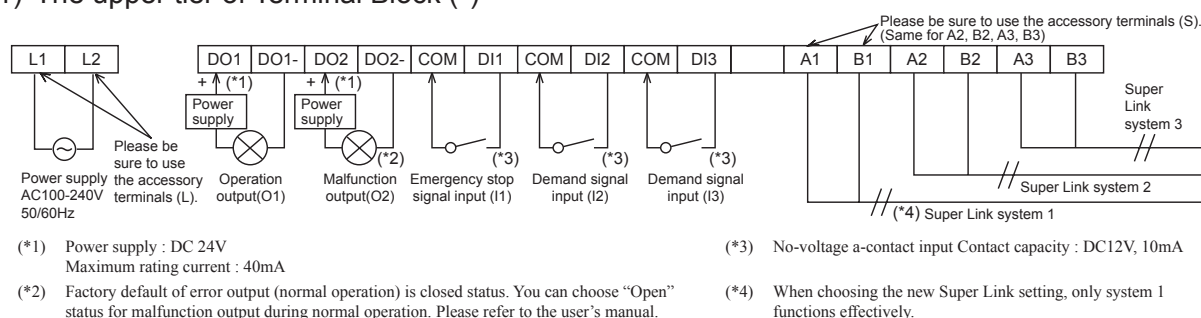 1) The upper tier of Terminal Block (*)
Please be sure to use the accessory terminals (S).
(Same for A2, B2, A3, B3)
L1 L2 DO1 DO1- DO2 DO2- COM DI1 COM DI2 COM DI3 A1 B1 A2 B2 A3 B3
+ (*1) + (*1)
Power supply
Power supply
Super
Link
system 3
Please be
sure to use
the accessory
terminals (L).
(*2) (*3) (*3) (*3)
Power supply
AC100-240V
50/60Hz
Operation
output(O1)
Malfunction
output(O2)
Emergency stop
signal input (I1)
Demand signal
input (I2)
Demand signal
input (I3)
Super Link system 2
(*4) Super Link system 1
(*1) Power supply : DC 24V
Maximum rating current : 40mA
(*2) Factory default of error output (normal operation) is closed status. You can choose “Open”
status for malfunction output during normal operation. Please refer to the user’s manual.
(*3) No-voltage a-contact input Contact capacity : DC12V, 10mA
(*4) When choosing the new Super Link setting, only system 1
functions effectively.